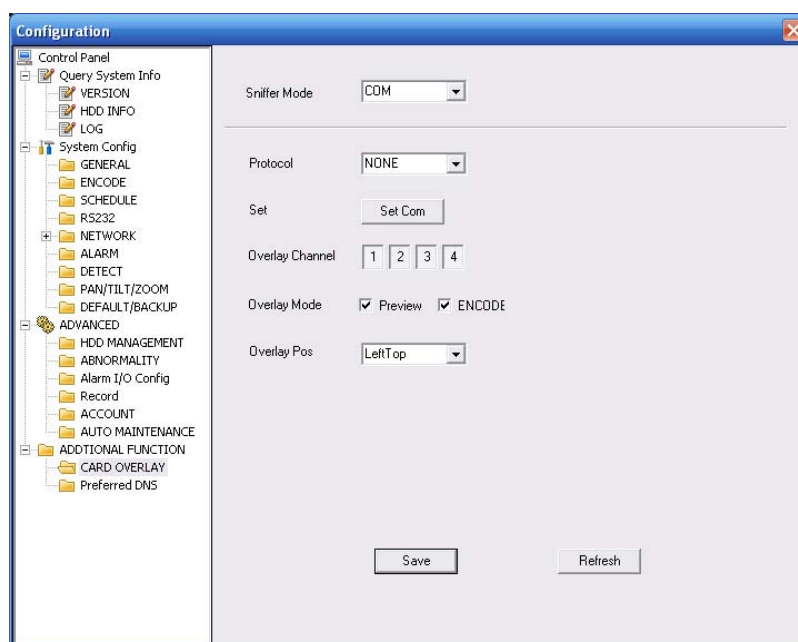 Configuration
Control Panel
Query System Info
VERSION
HDD INFO
LOG
System Config
GENERAL
ENCODE
SCHEDULE
RS232
NETWORK
ALARM
DETECT
PAN/TILT/ZOOM
DEFAULT/BACKUP
ADVANCED
HDD MANAGEMENT
ABNORMALITY
Alarm I/O Config
Record
ACCOUNT
AUTO MAINTENANCE
ADDTIONAL FUNCTION
CARD OVERLAY
Preferred DNS
Sniffer Mode COM
Protocol NONE
Set Set Com
Overlay Channel 1 2 3 4
Overlay Mode Preview ENCODE
Overlay Pos LeftTop
Save Refresh